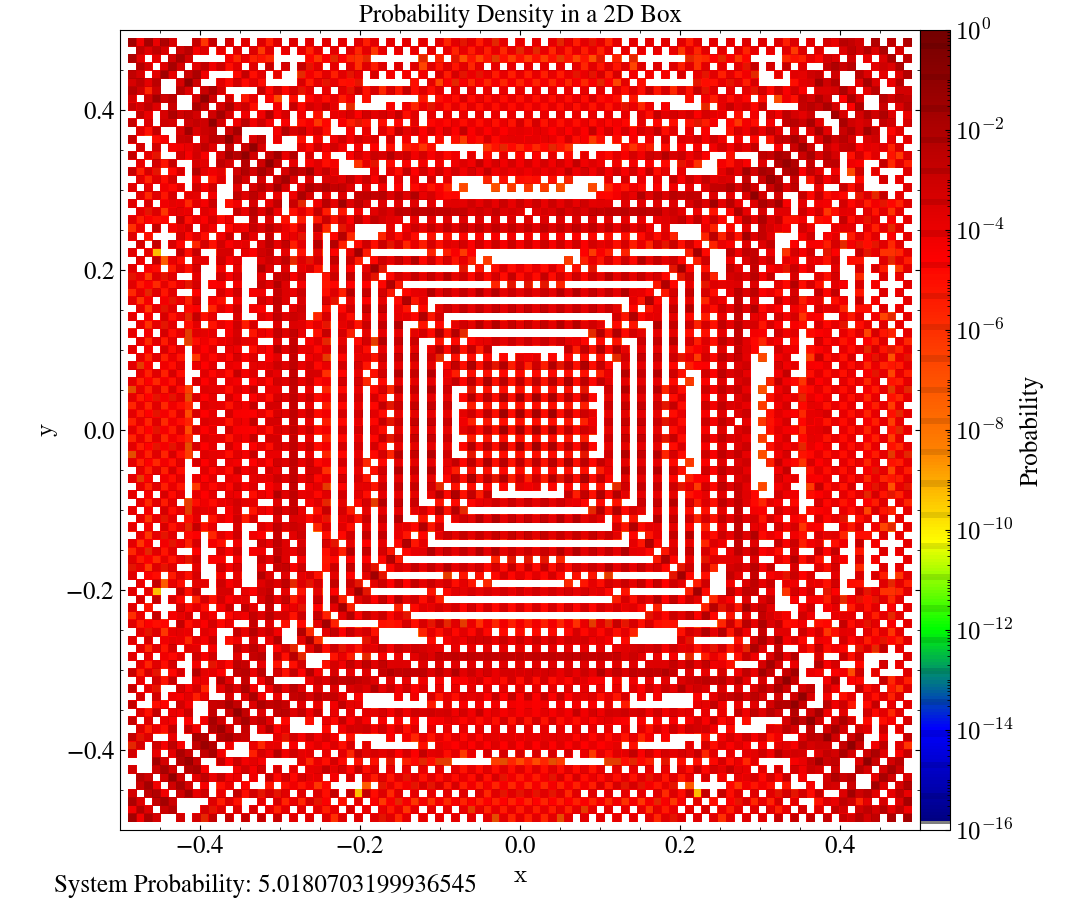 Probability Density in a 2D Box
10⁰
10⁻²
10⁻⁴
10⁻⁶
10⁻⁸
10⁻¹⁰
10⁻¹²
10⁻¹⁴
10⁻¹⁶
Probability
0.4
0.2
0.0
−0.2
−0.4
y
−0.4 −0.2 0.0 0.2 0.4
x
System Probability: 5.0180703199936545